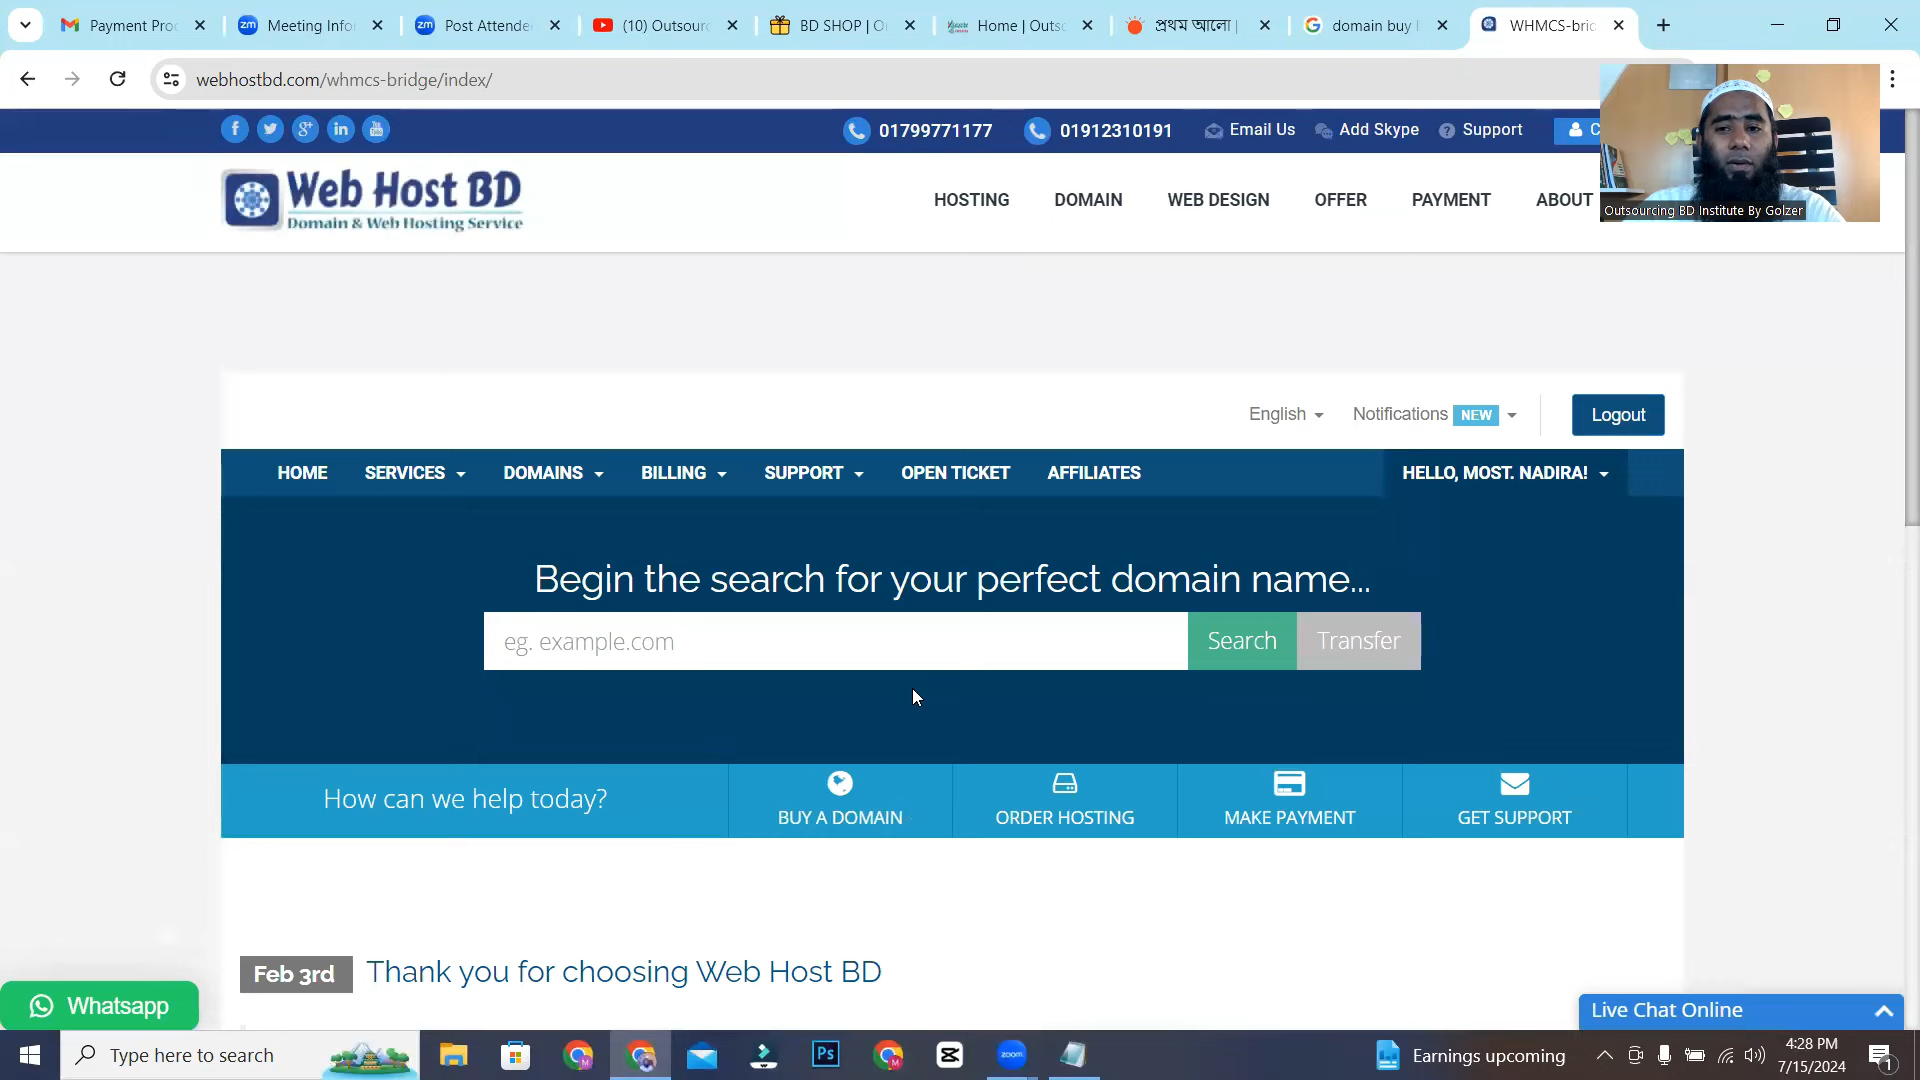 Payment Pro
Meeting Info
Post Attende
(10) Outsour
BD SHOP | O
Home | Outs
প্রথম আলো |
domain buy
WHMCS-brid
webhostbd.com/whmcs-bridge/index/
01799771177
01912310191
Email Us
Add Skype
Support
C
Web Host BD
Domain & Web Hosting Service
HOSTING
DOMAIN
WEB DESIGN
OFFER
PAYMENT
ABOUT
Outsourcing BD Institute By Golzer
English
Notifications NEW
Logout
HOME
SERVICES
DOMAINS
BILLING
SUPPORT
OPEN TICKET
AFFILIATES
HELLO, MOST. NADIRA!
Begin the search for your perfect domain name...
eg. example.com
Search
Transfer
How can we help today?
BUY A DOMAIN
ORDER HOSTING
MAKE PAYMENT
GET SUPPORT
Feb 3rd
Thank you for choosing Web Host BD
Whatsapp
Live Chat Online
Type here to search
Earnings upcoming
4:28 PM
7/15/2024
1